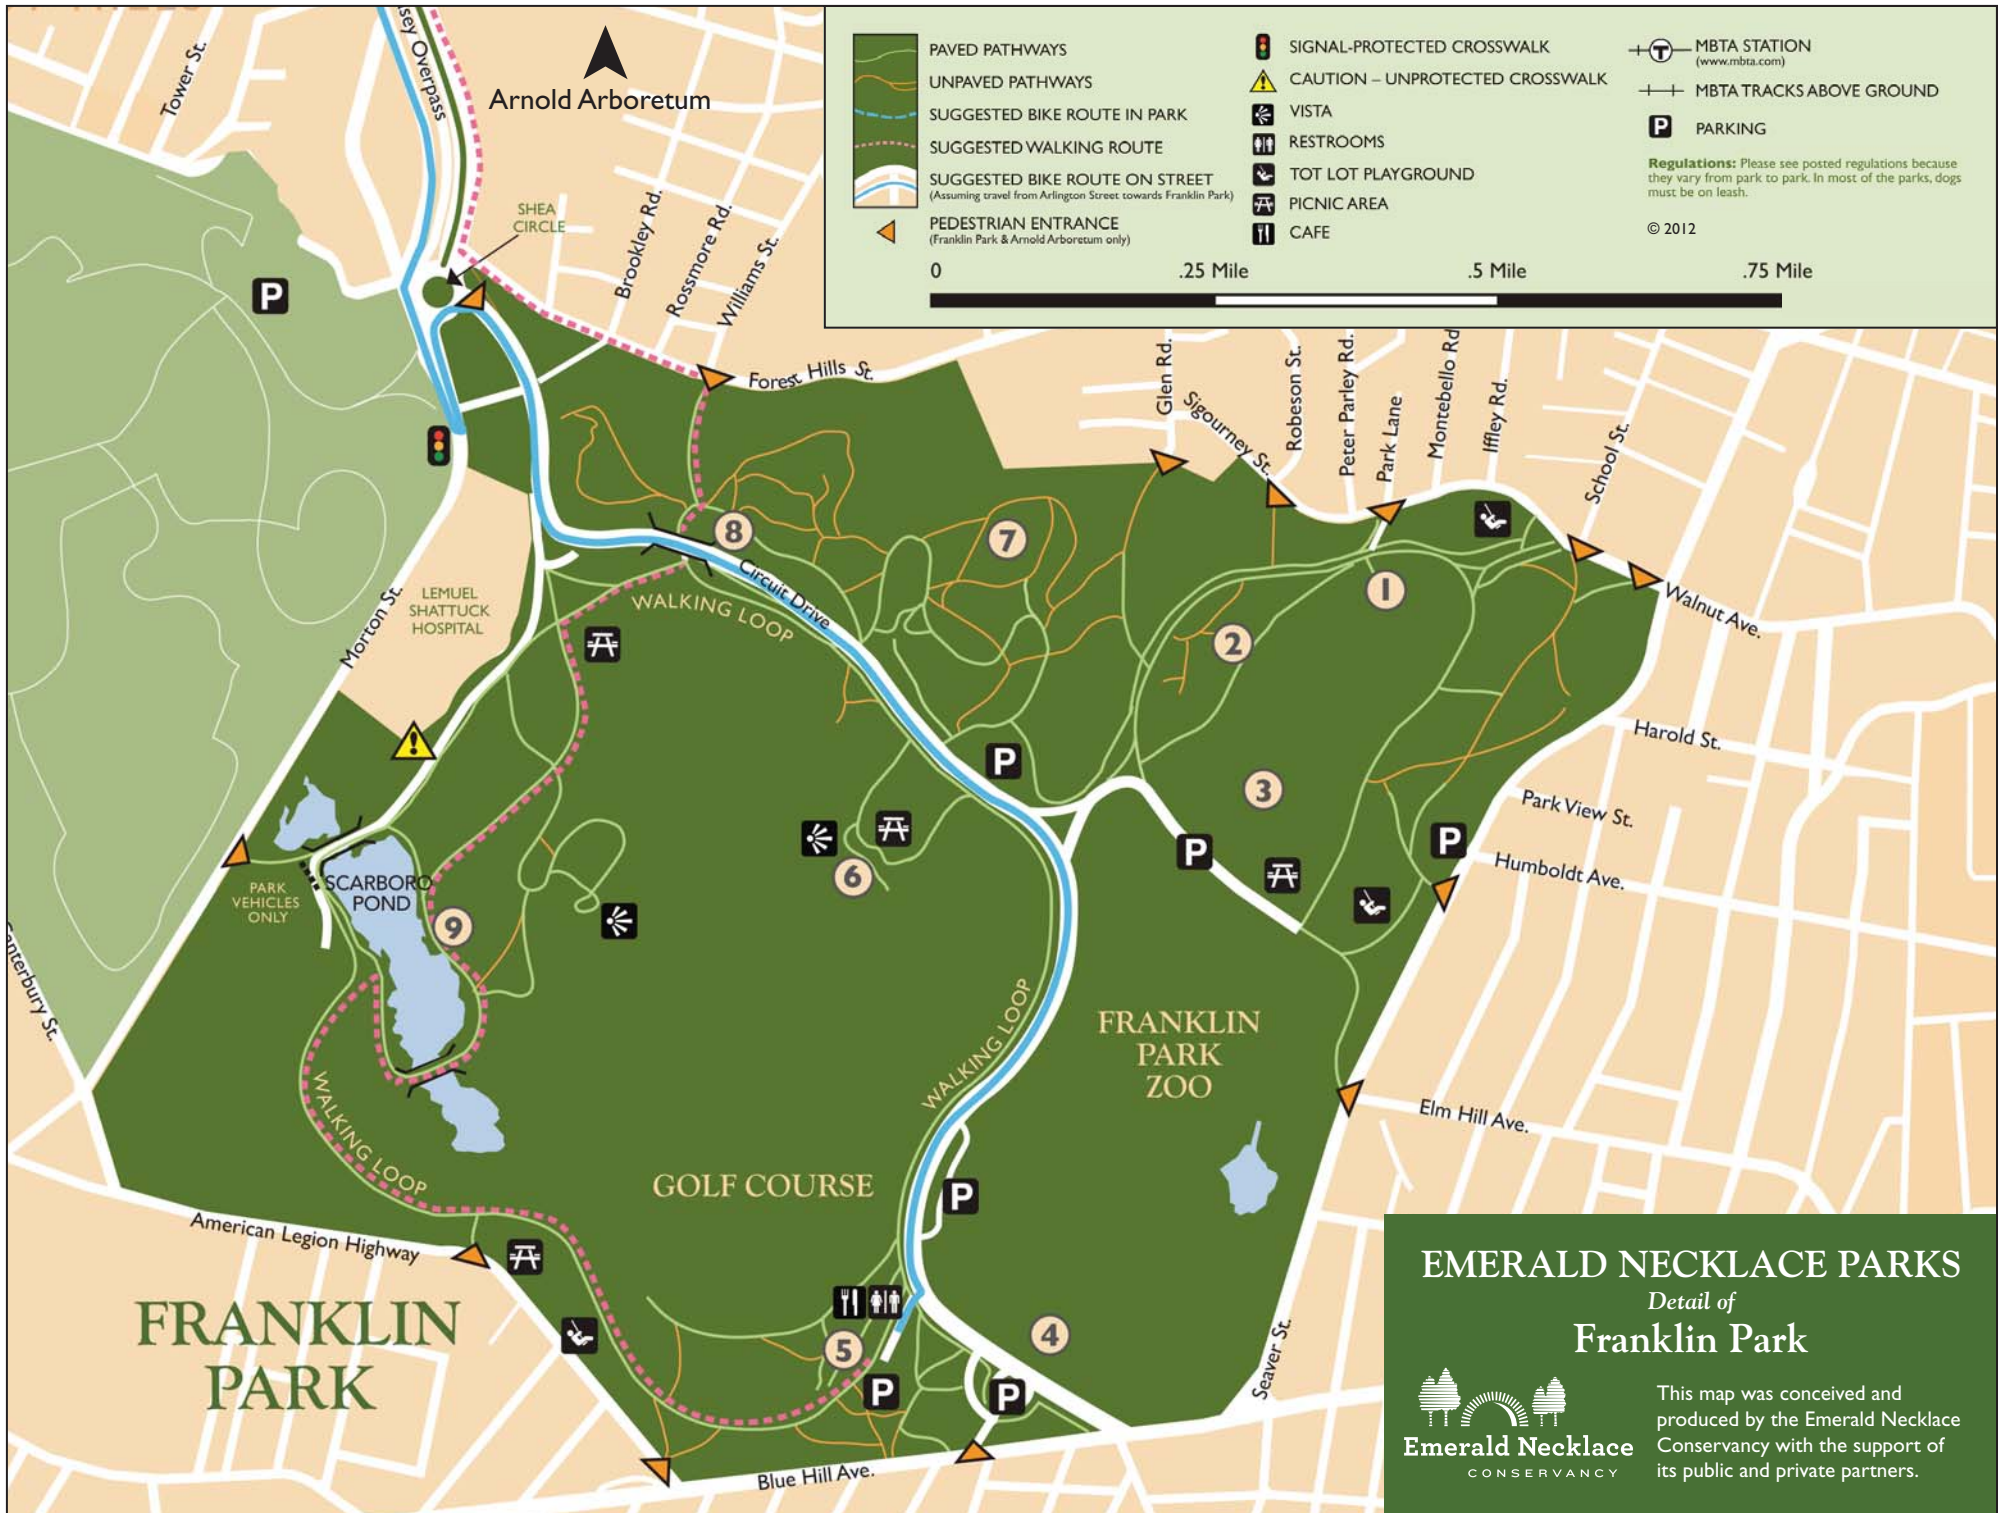 Tower St.
sey Overpass
Arnold Arboretum
SHEA
CIRCLE
Brookley Rd.
Rossmore Rd.
Williams St.
PAVED PATHWAYS
UNPAVED PATHWAYS
SUGGESTED BIKE ROUTE IN PARK
SUGGESTED WALKING ROUTE
SUGGESTED BIKE ROUTE ON STREET
(Assuming travel from Arlington Street towards Franklin Park)
PEDESTRIAN ENTRANCE
(Franklin Park & Arnold Arboretum only)
SIGNAL-PROTECTED CROSSWALK
CAUTION – UNPROTECTED CROSSWALK
VISTA
RESTROOMS
TOT LOT PLAYGROUND
PICNIC AREA
CAFE
T
MBTA STATION
(www.mbta.com)
MBTA TRACKS ABOVE GROUND
P
PARKING
Regulations: Please see posted regulations because
they vary from park to park. In most of the parks, dogs
must be on leash.
© 2012
0 .25 Mile .5 Mile .75 Mile
P
Forest Hills St.
Glen Rd.
Sigourney St.
Robeson St.
Peter Parley Rd.
Park Lane
Montebello Rd
Iffley Rd.
School St.
Walnut Ave.
8
7
1
2
Circuit Drive
WALKING LOOP
LEMUEL
SHATTUCK
HOSPITAL
Morton St.
Harold St.
P
3
Park View St.
P
P
Humboldt Ave.
6
SCARBORO
POND
PARK
VEHICLES
ONLY
9
enterbury St.
WALKING LOOP
FRANKLIN
PARK
ZOO
Elm Hill Ave.
WALKING LOOP
GOLF COURSE
P
American Legion Highway
FRANKLIN
PARK
5
4
P
P
Seaver St.
Blue Hill Ave.
EMERALD NECKLACE PARKS
Detail of
Franklin Park
Emerald Necklace
CONSERVANCY
This map was conceived and
produced by the Emerald Necklace
Conservancy with the support of
its public and private partners.